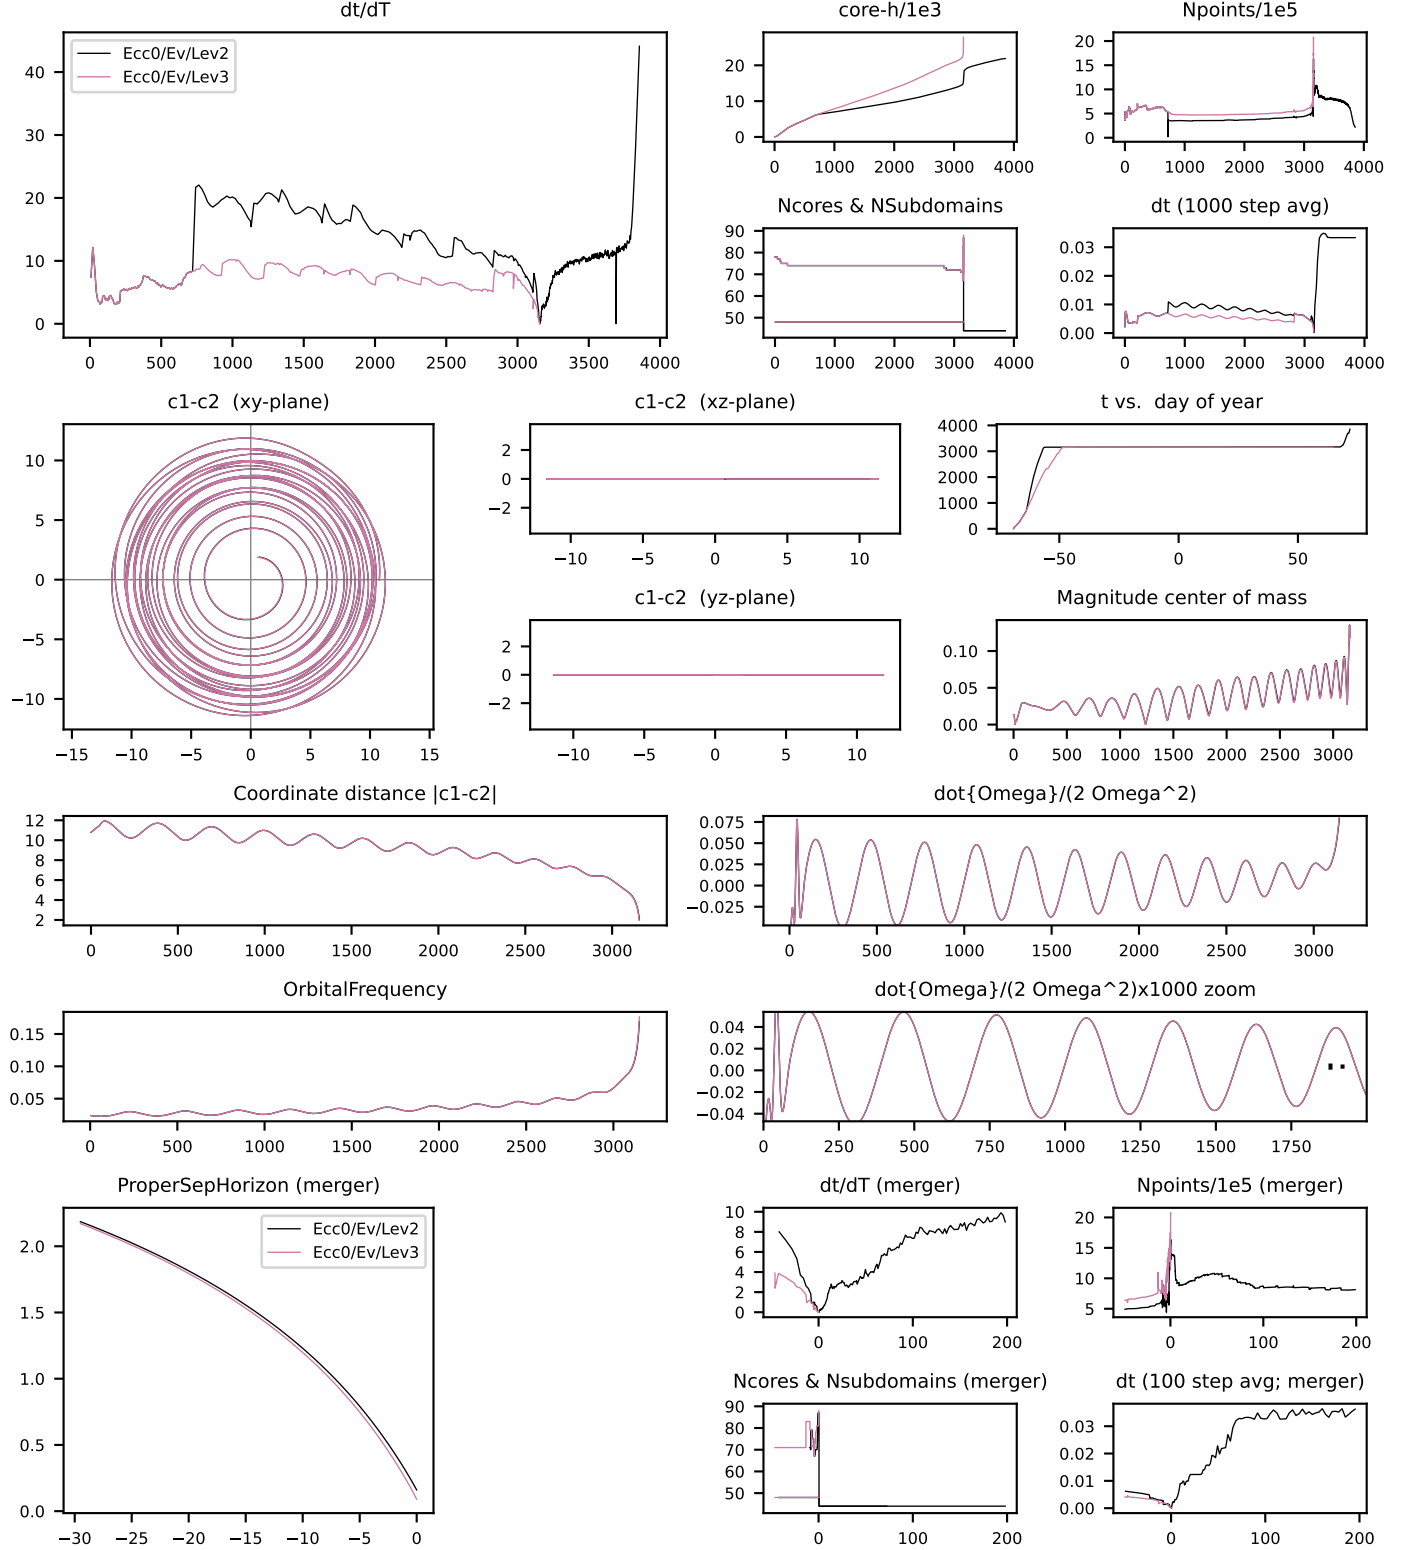 dt/dT
Ecc0/Ev/Lev2
Ecc0/Ev/Lev3
40
30
20
10
0
0 500 1000 1500 2000 2500 3000 3500 4000
core-h/1e3
20
10
0
0 1000 2000 3000 4000
Npoints/1e5
20
15
10
5
0
0 1000 2000 3000 4000
Ncores & NSubdomains
90
80
70
60
50
0 1000 2000 3000 4000
dt (1000 step avg)
0.03
0.02
0.01
0.00
0 1000 2000 3000 4000
c1-c2 (xy-plane)
10
5
0
−5
−10
−15 −10 −5 0 5 10 15
c1-c2 (xz-plane)
2
0
−2
−10 −5 0 5 10
t vs. day of year
4000
3000
2000
1000
0
−50 0 50
c1-c2 (yz-plane)
2
0
−2
−10 −5 0 5 10
Magnitude center of mass
0.10
0.05
0.00
0 500 1000 1500 2000 2500 3000
Coordinate distance |c1-c2|
12
10
8
6
4
2
0 500 1000 1500 2000 2500 3000
dot{Omega}/(2 Omega^2)
0.075
0.050
0.025
0.000
−0.025
0 500 1000 1500 2000 2500 3000
OrbitalFrequency
0.15
0.10
0.05
0 500 1000 1500 2000 2500 3000
dot{Omega}/(2 Omega^2)x1000 zoom
0.04
0.02
0.00
−0.02
−0.04
0 250 500 750 1000 1250 1500 1750
ProperSepHorizon (merger)
Ecc0/Ev/Lev2
Ecc0/Ev/Lev3
2.0
1.5
1.0
0.5
0.0
−30 −25 −20 −15 −10 −5 0
dt/dT (merger)
10
8
6
4
2
0
0 100 200
Npoints/1e5 (merger)
20
15
10
5
0 100 200
Ncores & Nsubdomains (merger)
90
80
70
60
50
0 100 200
dt (100 step avg; merger)
0.03
0.02
0.01
0.00
0 100 200